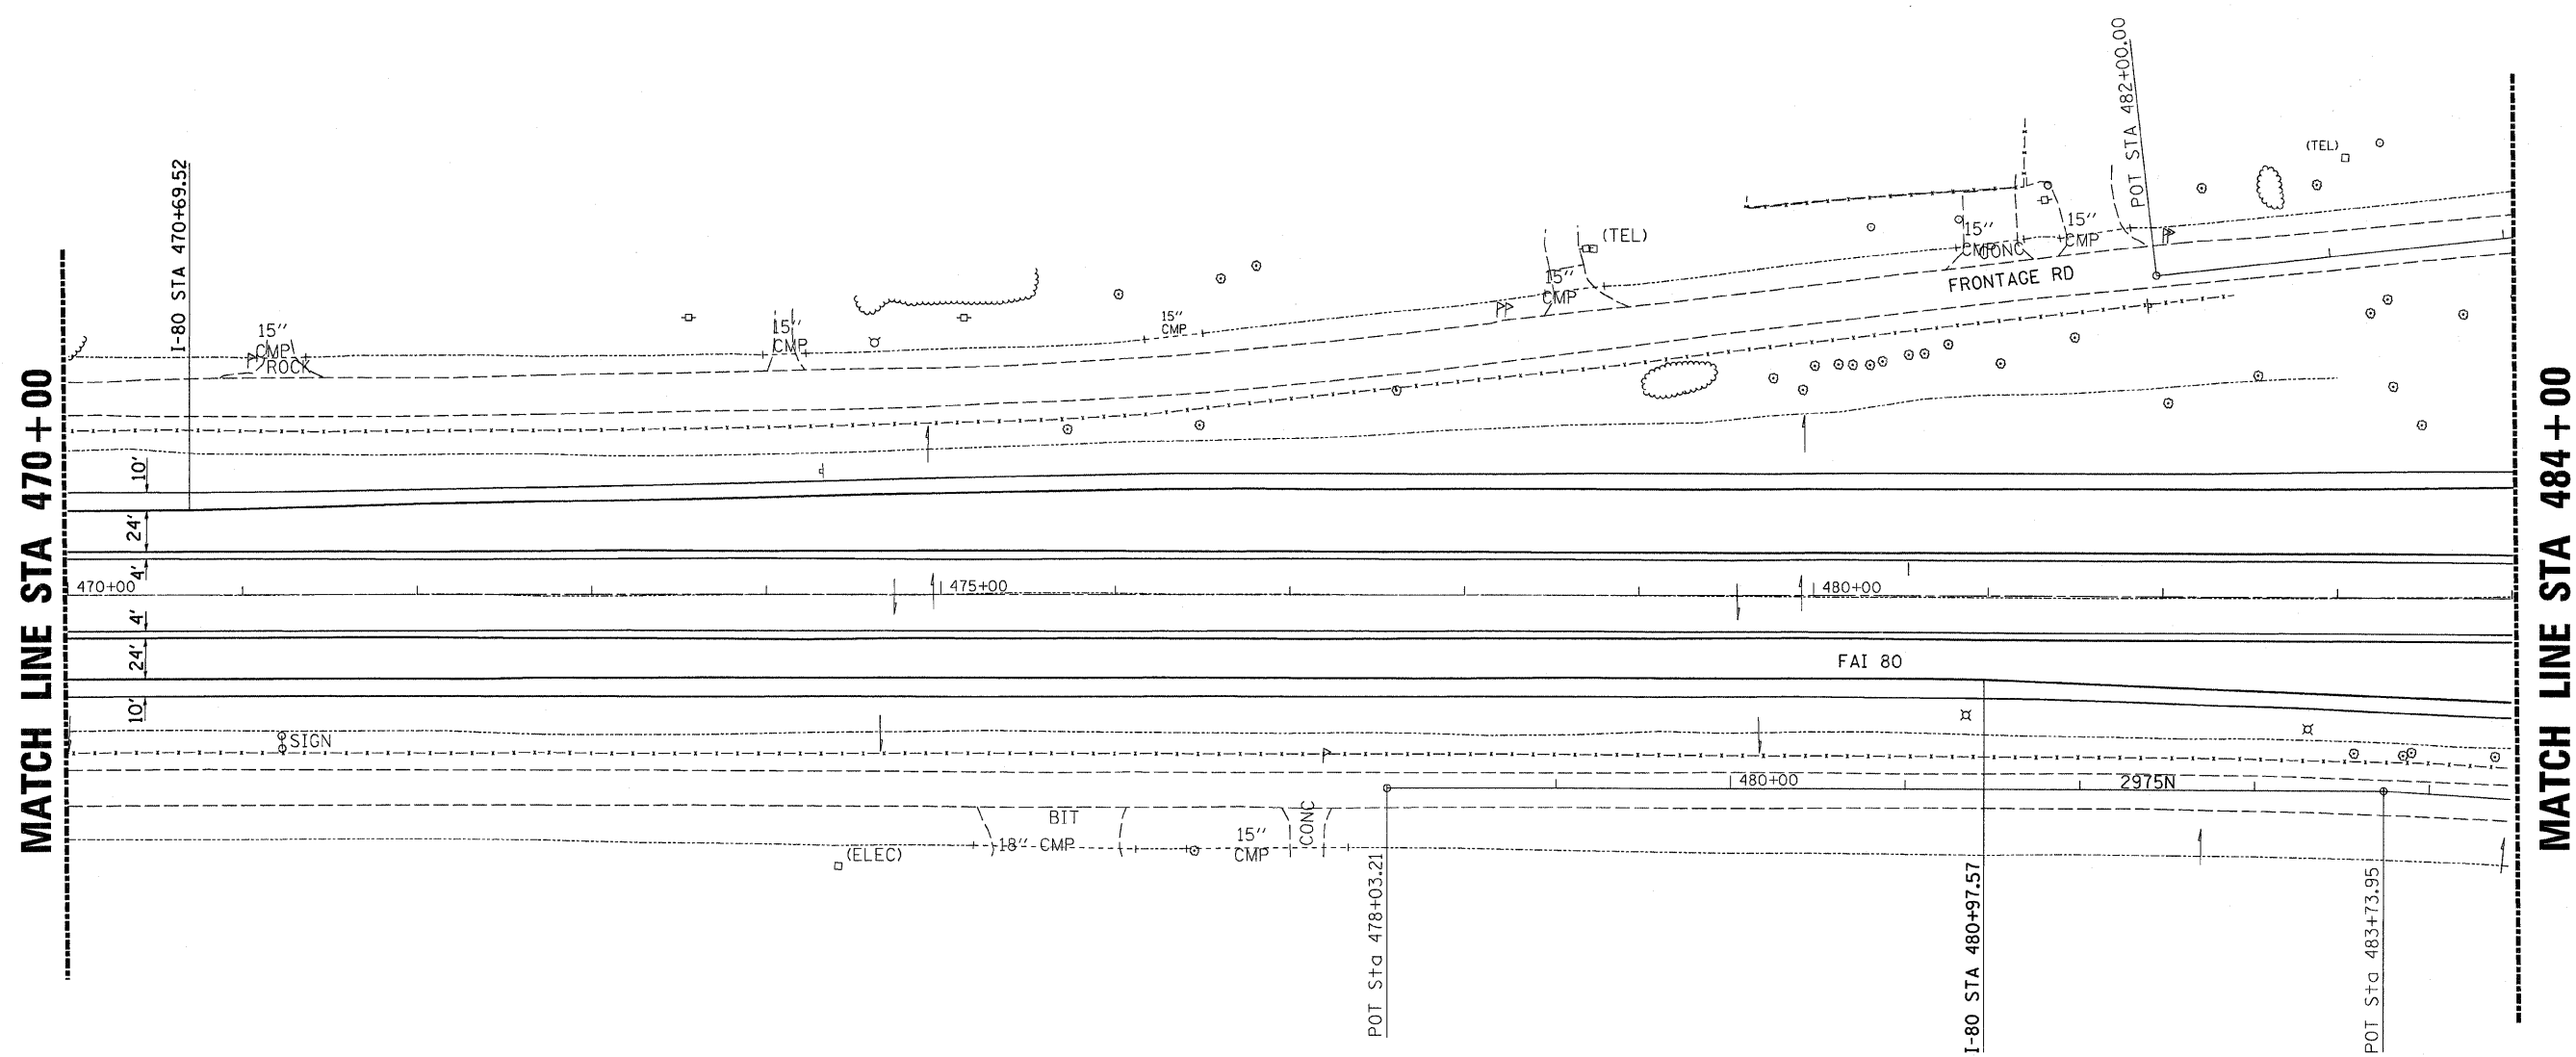 MATCH LINE STA 470+00
I-80 STA 470+69.52
15''
CMP
ROCK
15''
CMP
15''
CMP
15''
CMP
(TEL)
15''
CMP
CONC
15''
CMP
POT STA 482+00.00
(TEL)
FRONTAGE RD
10'
24'
4'
470+00
475+00
480+00
4'
24'
10'
FAI 80
SIGN
480+00
2975N
BIT
18'' CMP
(ELEC)
15''
CMP
CONC
POT Sta 478+03.21
I-80 STA 480+97.57
POT Sta 483+73.95
MATCH LINE STA 484+00